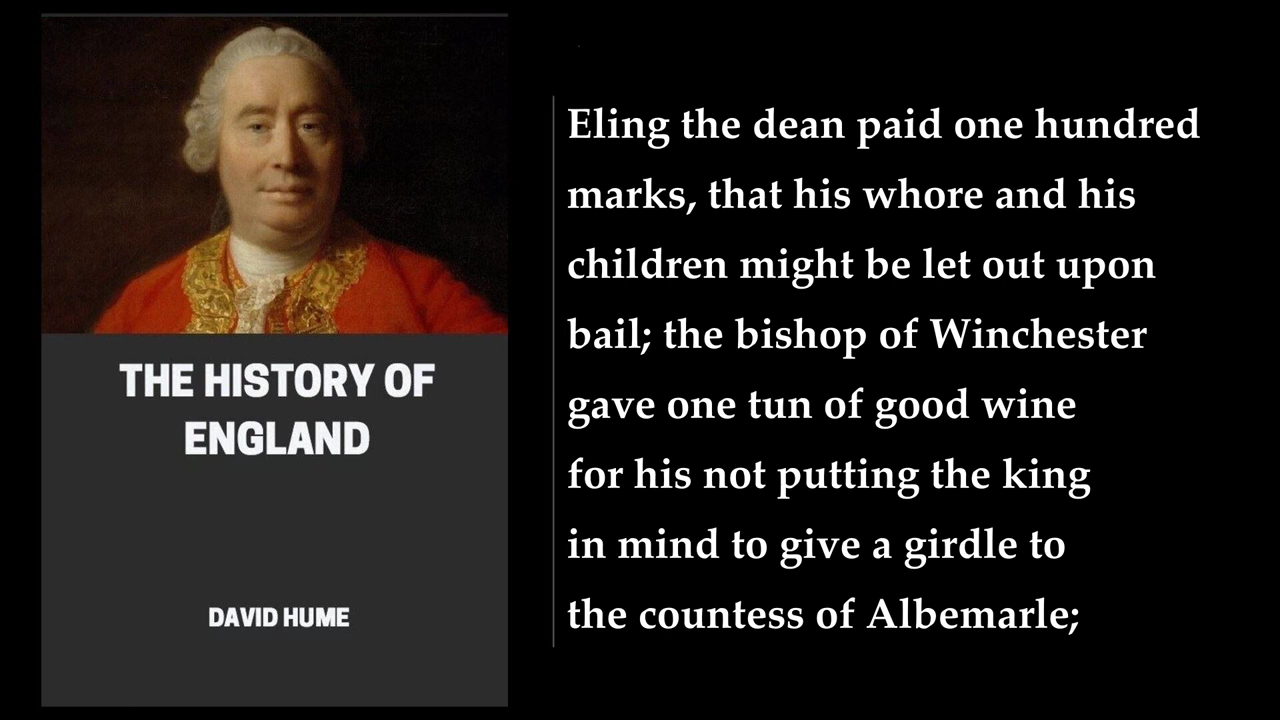 THE HISTORY OF
ENGLAND
DAVID HUME
Eling the dean paid one hundred
marks, that his whore and his
children might be let out upon
bail; the bishop of Winchester
gave one tun of good wine
for his not putting the king
in mind to give a girdle to
the countess of Albemarle;